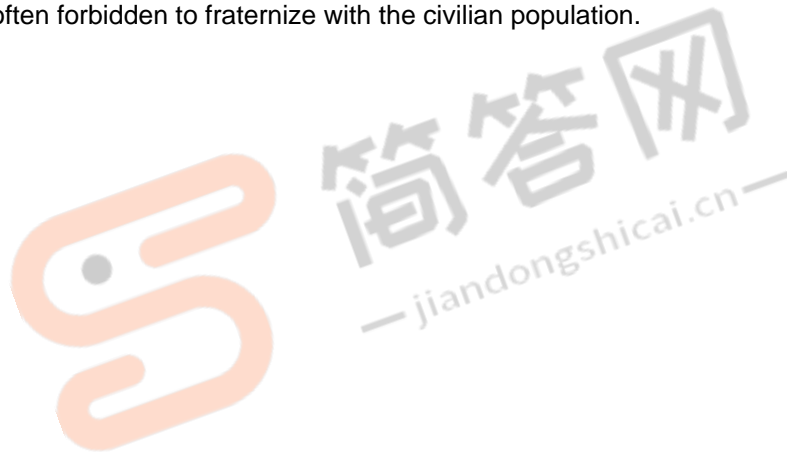 often forbidden to fraternize with the civilian population.
简答网
jiandongshicai.cn